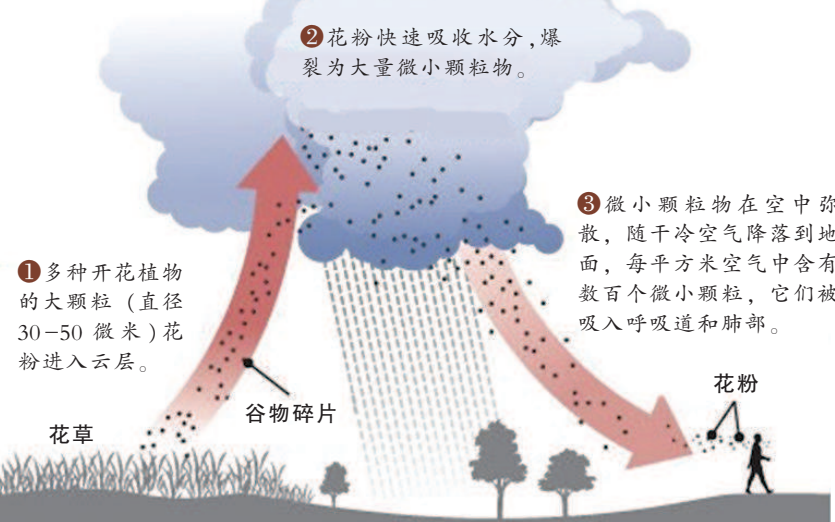 ❷花粉快速吸收水分,爆
裂为大量微小颗粒物。
❸微小颗粒物在空中弥
散，随干冷空气降落到地
面，每平方米空气中含有
数百个微小颗粒，它们被
吸入呼吸道和肺部。
❶多种开花植物
的大颗粒（直径
30-50 微米）花
粉进入云层。
花粉
谷物碎片
花草